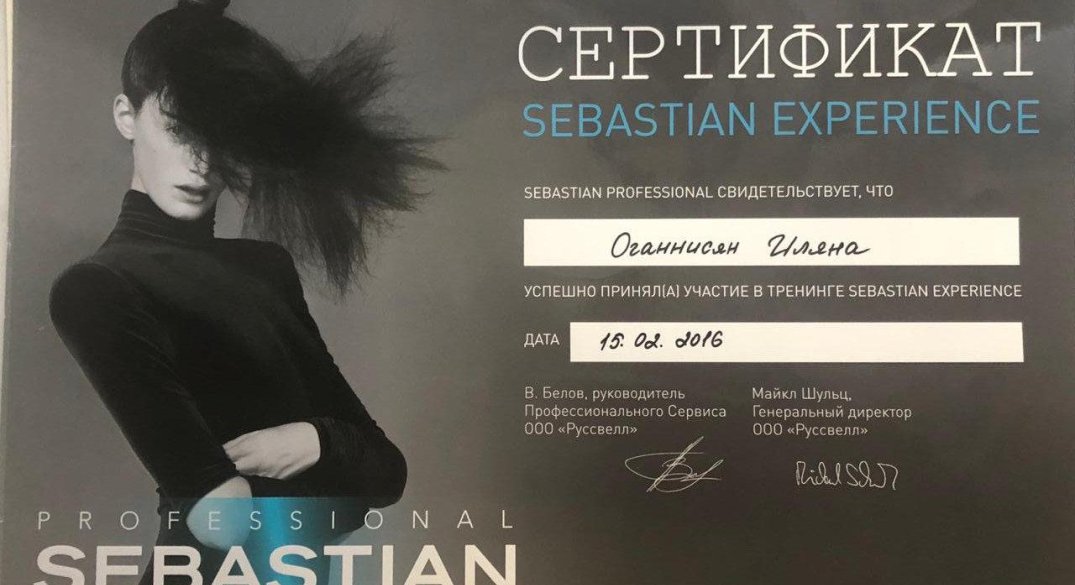 СЕРТИФИКАТ
SEBASTIAN EXPERIENCE
SEBASTIAN PROFESSIONAL СВИДЕТЕЛЬСТВУЕТ, ЧТО
Оганнисян Иляна
УСПЕШНО ПРИНЯЛ(А) УЧАСТИЕ В ТРЕНИНГЕ SEBASTIAN EXPERIENCE
ДАТА 15.02.2016
В. Белов, руководитель
Профессионального Сервиса
ООО «Руссвелл»
Майкл Шульц,
Генеральный директор
ООО «Руссвелл»
PROFESSIONAL
SEBASTIAN